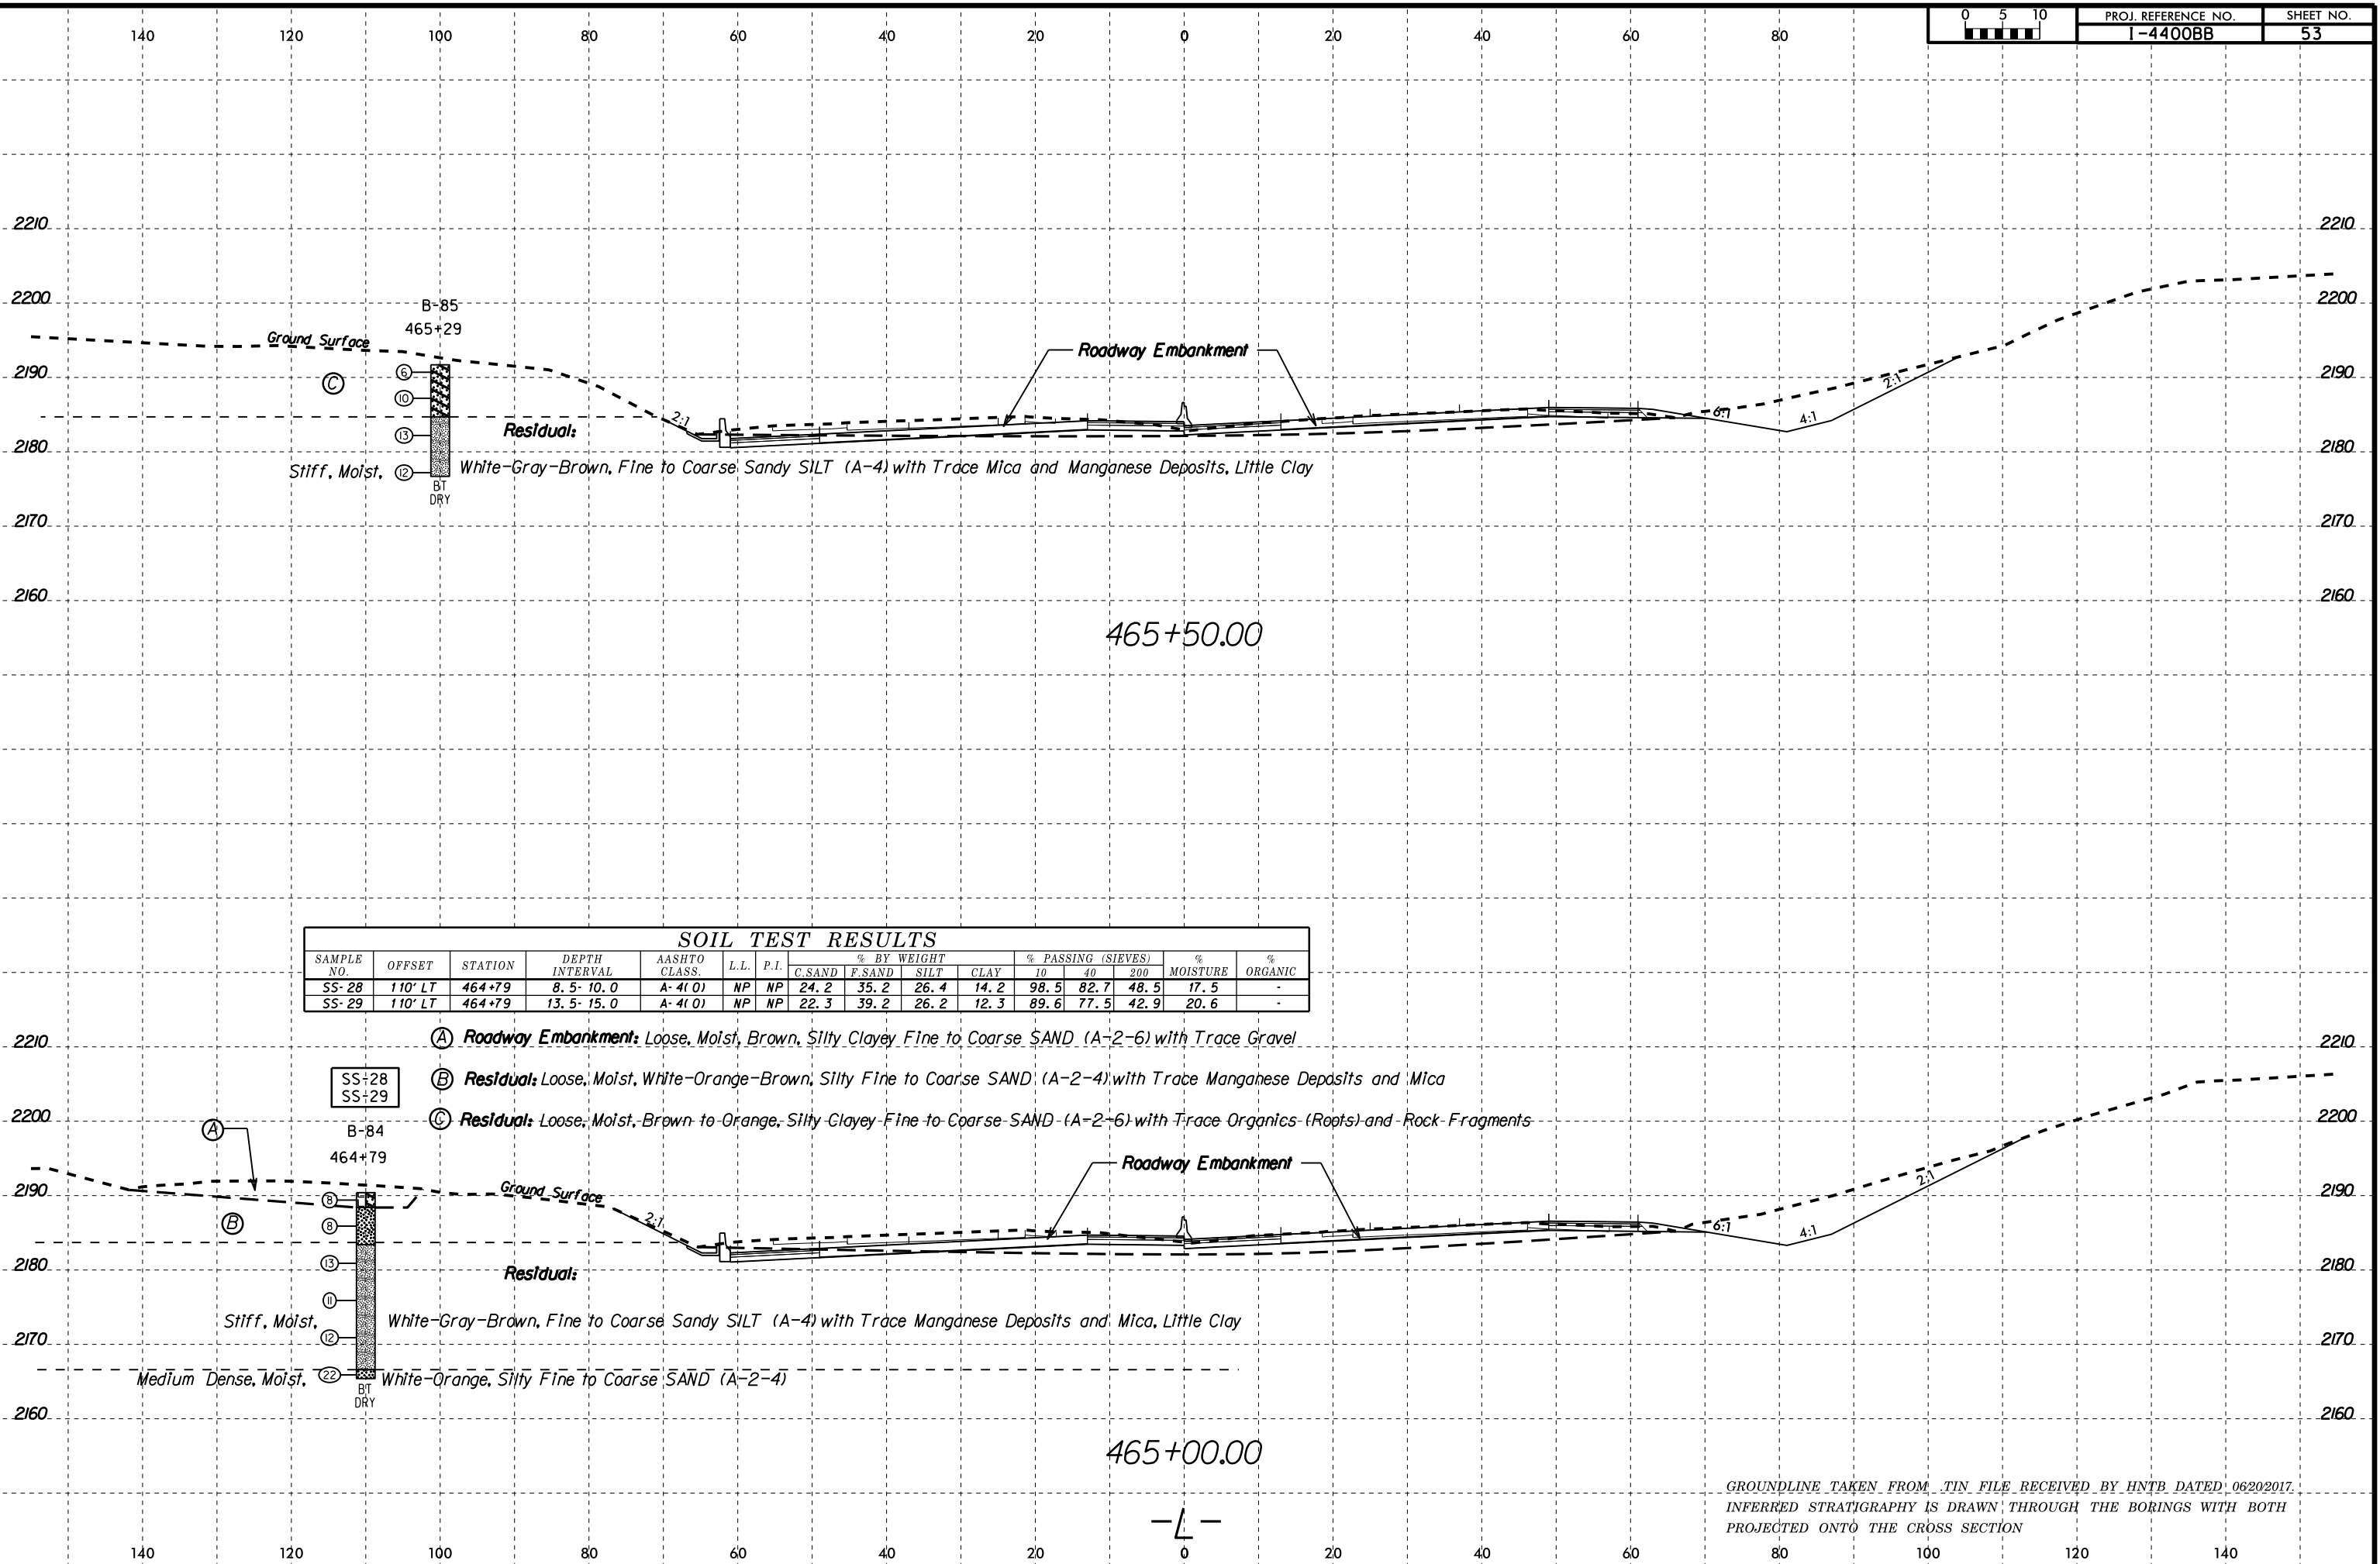 0 5 10
PROJ. REFERENCE NO. SHEET NO.
I-4400BB 53
140 120 100 80 60 40 20 0 20 40 60 80
2210 2210
2200 2200
B-85
465+29
Ground Surface
Roadway Embankment
2190 2190
C
6
10
2:1
2:1
6:1
4:1
13
Residual:
2180 2180
Stiff, Moist, 12 White-Gray-Brown, Fine to Coarse Sandy SILT (A-4) with Trace Mica and Manganese Deposits, Little Clay
BT
DRY
2170 2170
2160 2160
465+50.00
SOIL TEST RESULTS
SAMPLE NO. OFFSET STATION DEPTH INTERVAL AASHTO CLASS. L.L. P.I. % BY WEIGHT % PASSING (SIEVES) % MOISTURE % ORGANIC
C.SAND F.SAND SILT CLAY 10 40 200
SS-28 110' LT 464+79 8.5-10.0 A-4(0) NP NP 24.2 35.2 26.4 14.2 98.5 82.7 48.5 17.5 -
SS-29 110' LT 464+79 13.5-15.0 A-4(0) NP NP 22.3 39.2 26.2 12.3 89.6 77.5 42.9 20.6 -
A Roadway Embankment: Loose, Moist, Brown, Silty Clayey Fine to Coarse SAND (A-2-6) with Trace Gravel
2210 2210
SS-28
SS-29
B Residual: Loose, Moist, White-Orange-Brown, Silty Fine to Coarse SAND (A-2-4) with Trace Manganese Deposits and Mica
2200 2200
C Residual: Loose, Moist, Brown to Orange, Silty Clayey Fine to Coarse SAND (A-2-6) with Trace Organics (Roots) and Rock Fragments
A
B-84
464+79
Roadway Embankment
2190 2190
Ground Surface
8
B
8
2:1
2:1
6:1
4:1
13
Residual:
2180 2180
11
Stiff, Moist, White-Gray-Brown, Fine to Coarse Sandy SILT (A-4) with Trace Manganese Deposits and Mica, Little Clay
12
2170 2170
Medium Dense, Moist, 22 White-Orange, Silty Fine to Coarse SAND (A-2-4)
BT
DRY
2160 2160
465+00.00
GROUNDLINE TAKEN FROM .TIN FILE RECEIVED BY HNTB DATED 06/20/2017.
INFERRED STRATIGRAPHY IS DRAWN THROUGH THE BORINGS WITH BOTH
PROJECTED ONTO THE CROSS SECTION
-L-
140 120 100 80 60 40 20 0 20 40 60 80 100 120 140